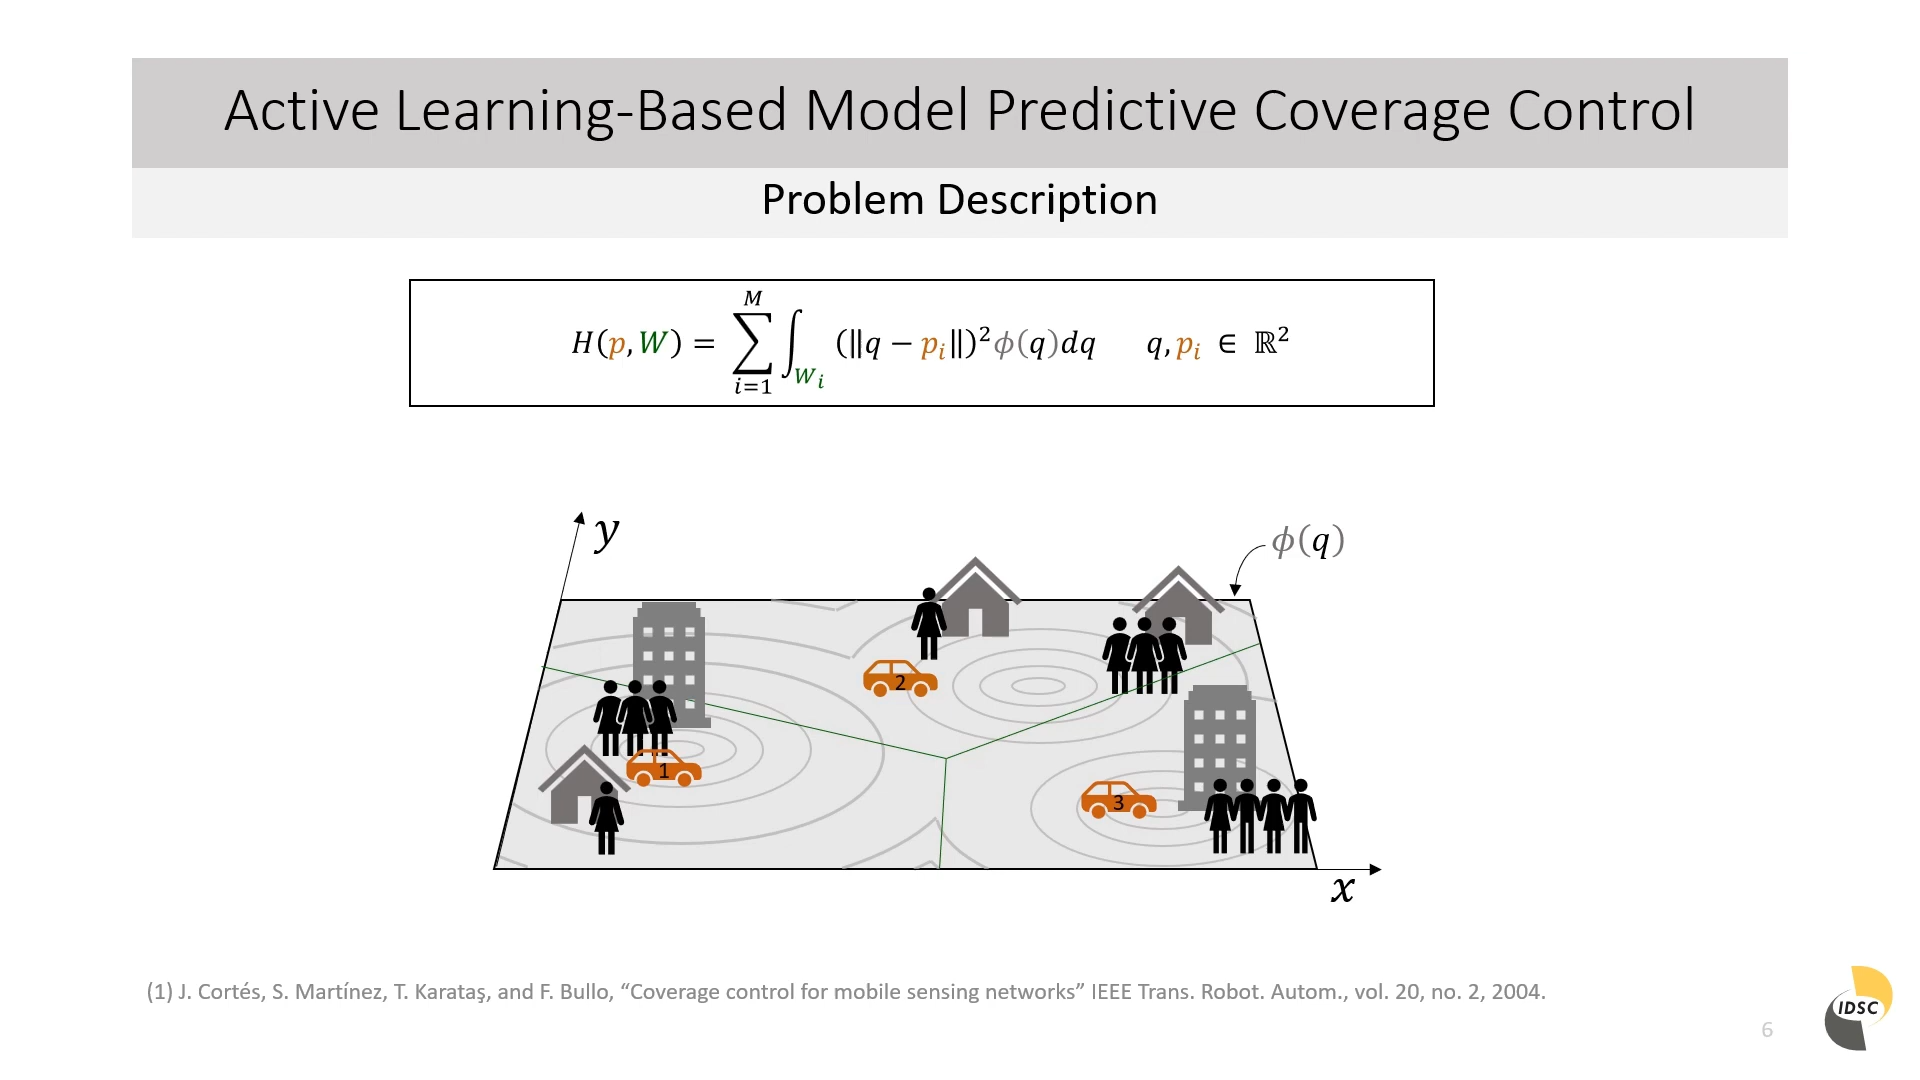 Active Learning-Based Model Predictive Coverage Control
Problem Description
H(p, W) = ∑_{i=1}^{M} ∫_{W_i} (‖q − p_i‖)² ϕ(q)dq    q, p_i ∈ ℝ²
y
ϕ(q)
2
1
3
x
(1) J. Cortés, S. Martínez, T. Karataş, and F. Bullo, “Coverage control for mobile sensing networks” IEEE Trans. Robot. Autom., vol. 20, no. 2, 2004.
IDSC
6